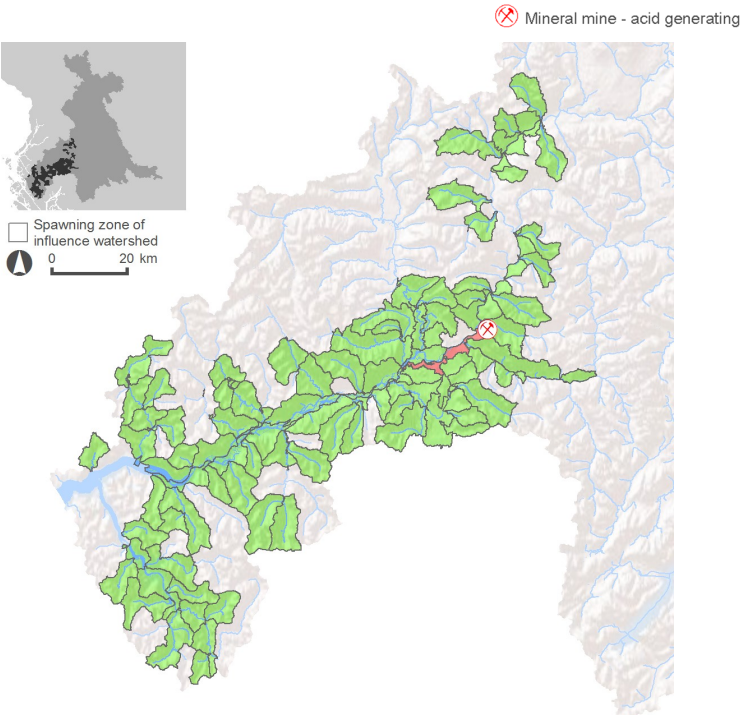 Mineral mine - acid generating
Spawning zone of
influence watershed
0 20 km